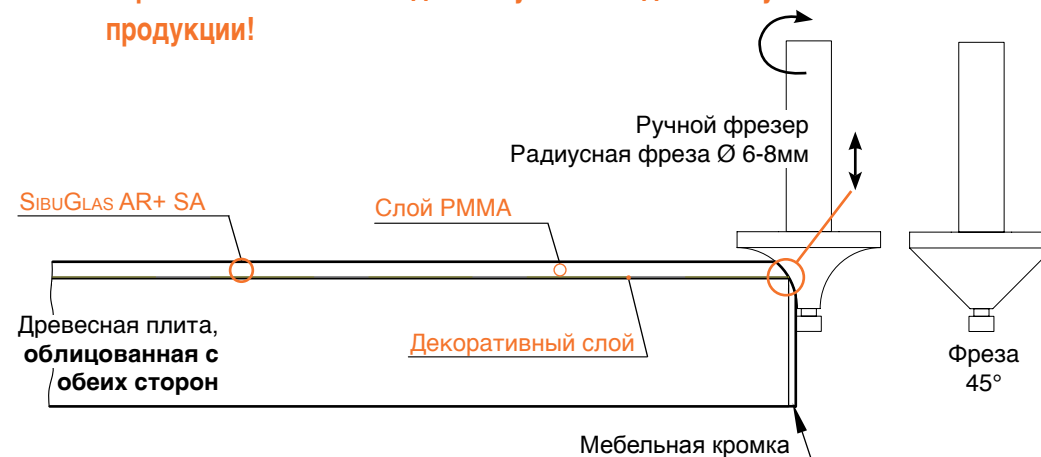 продукции!
Ручной фрезер
Радиусная фреза Ø 6-8мм
SibuGlas AR+ SA
Слой PMMA
Древесная плита,
облицованная с
обеих сторон
Декоративный слой
Фреза
45°
Мебельная кромка